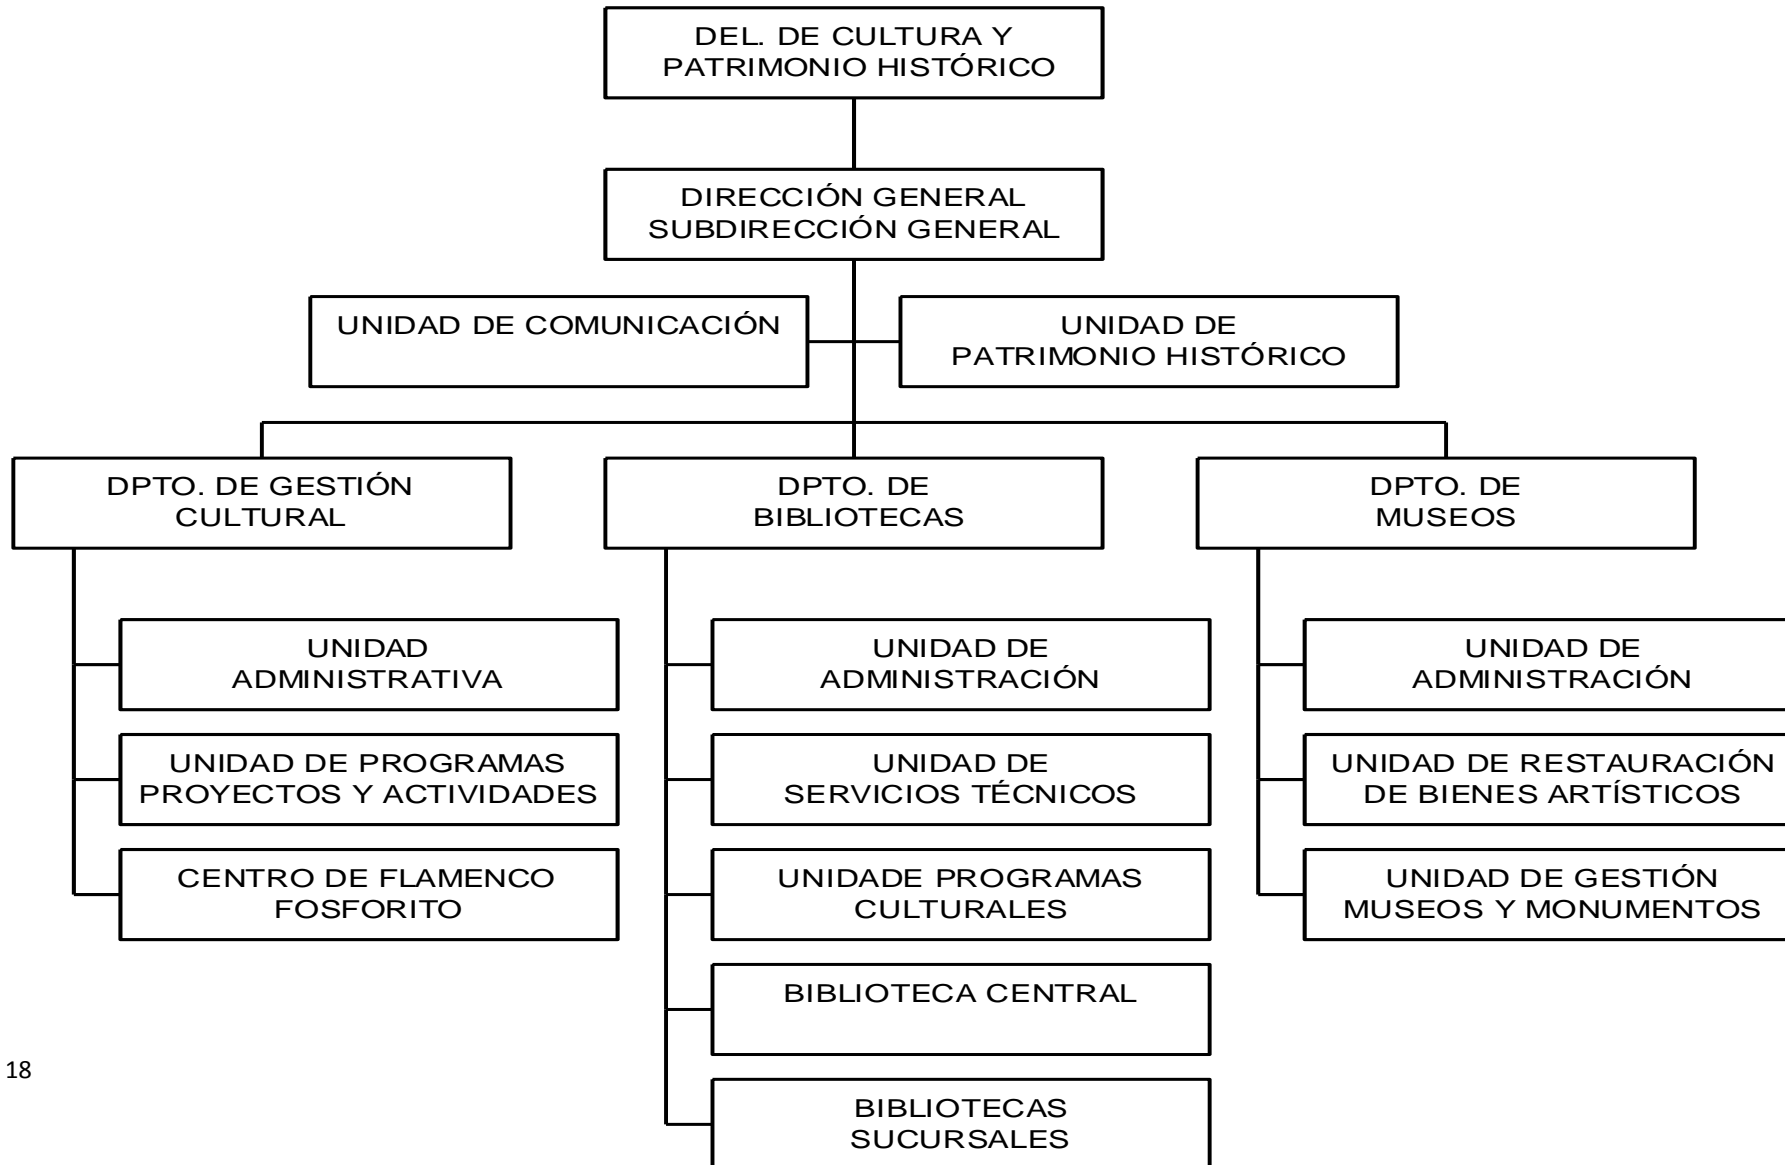 DEL. DE CULTURA Y
PATRIMONIO HISTÓRICO
DIRECCIÓN GENERAL
SUBDIRECCIÓN GENERAL
UNIDAD DE COMUNICACIÓN
UNIDAD DE
PATRIMONIO HISTÓRICO
DPTO. DE GESTIÓN
CULTURAL
DPTO. DE
BIBLIOTECAS
DPTO. DE
MUSEOS
UNIDAD
ADMINISTRATIVA
UNIDAD DE PROGRAMAS
PROYECTOS Y ACTIVIDADES
CENTRO DE FLAMENCO
FOSFORITO
UNIDAD DE
ADMINISTRACIÓN
UNIDAD DE
SERVICIOS TÉCNICOS
UNIDADE PROGRAMAS
CULTURALES
BIBLIOTECA CENTRAL
BIBLIOTECAS
SUCURSALES
UNIDAD DE
ADMINISTRACIÓN
UNIDAD DE RESTAURACIÓN
DE BIENES ARTÍSTICOS
UNIDAD DE GESTIÓN
MUSEOS Y MONUMENTOS
18